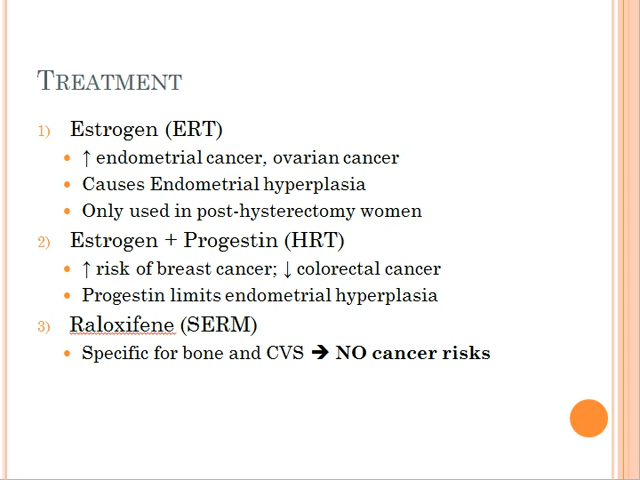 TREATMENT
1) Estrogen (ERT)
• ↑ endometrial cancer, ovarian cancer
• Causes Endometrial hyperplasia
• Only used in post-hysterectomy women
2) Estrogen + Progestin (HRT)
• ↑ risk of breast cancer; ↓ colorectal cancer
• Progestin limits endometrial hyperplasia
3) Raloxifene (SERM)
• Specific for bone and CVS ➔ NO cancer risks